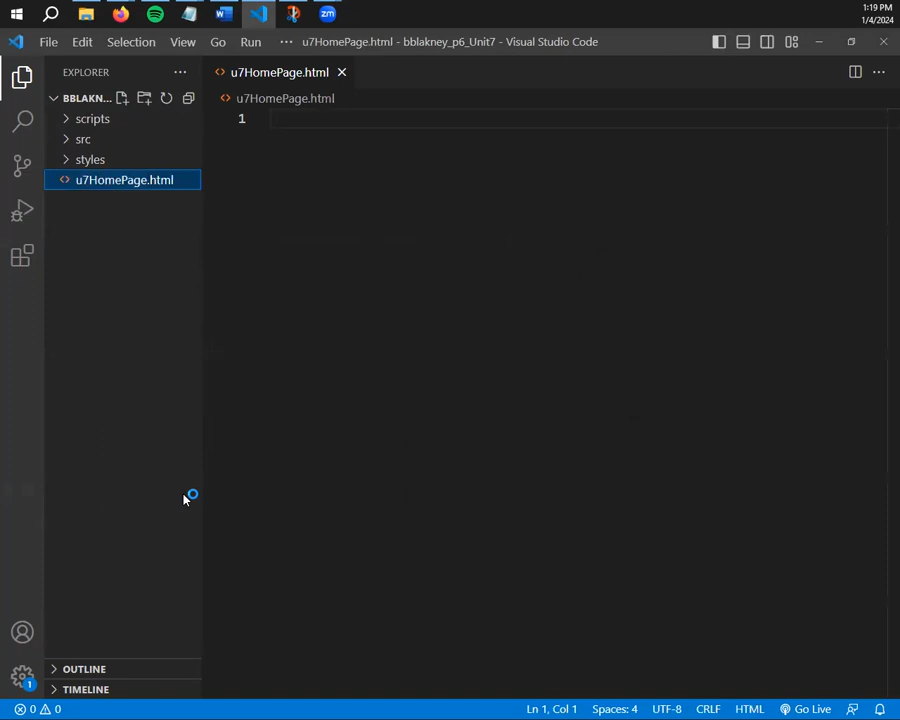 1:19 PM
1/4/2024
File Edit Selection View Go Run ··· u7HomePage.html - bblakney_p6_Unit7 - Visual Studio Code
EXPLORER ···
u7HomePage.html
BBLAKN...
u7HomePage.html
scripts
1
src
styles
u7HomePage.html
OUTLINE
TIMELINE
1
0 0 Ln 1, Col 1 Spaces: 4 UTF-8 CRLF HTML Go Live